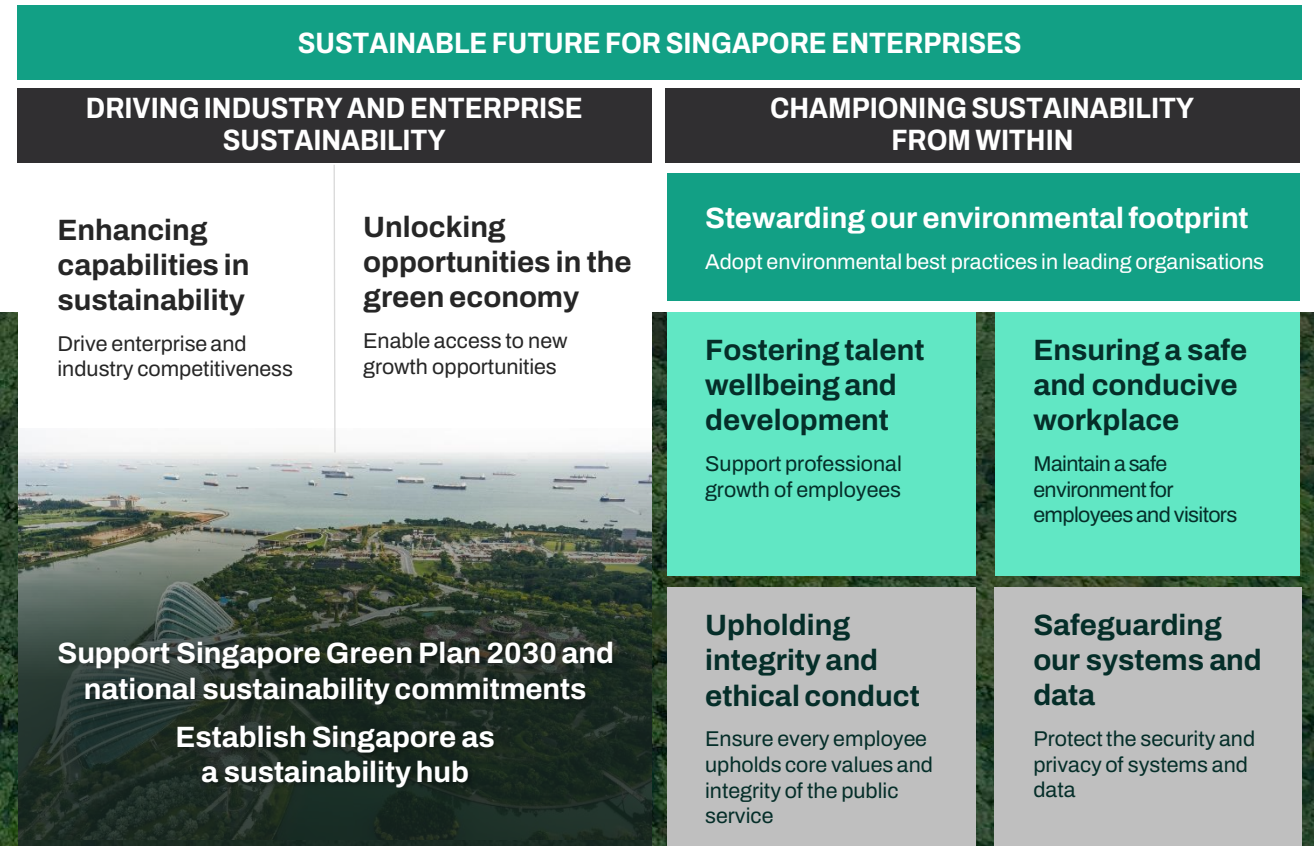 SUSTAINABLE FUTURE FOR SINGAPORE ENTERPRISES
DRIVING INDUSTRY AND ENTERPRISE
SUSTAINABILITY
Enhancing
capabilities in
sustainability
Drive enterprise and
industry competitiveness
Unlocking
opportunities in the
green economy
Enable access to new
growth opportunities
Support Singapore Green Plan 2030 and
national sustainability commitments
Establish Singapore as
a sustainability hub
CHAMPIONING SUSTAINABILITY
FROM WITHIN
Stewarding our environmental footprint
Adopt environmental best practices in leading organisations
Fostering talent
wellbeing and
development
Support professional
growth of employees
Ensuring a safe
and conducive
workplace
Maintain a safe
environment for
employees and visitors
Upholding
integrity and
ethical conduct
Ensure every employee
upholds core values and
integrity of the public
service
Safeguarding
our systems and
data
Protect the security and
privacy of systems and
data